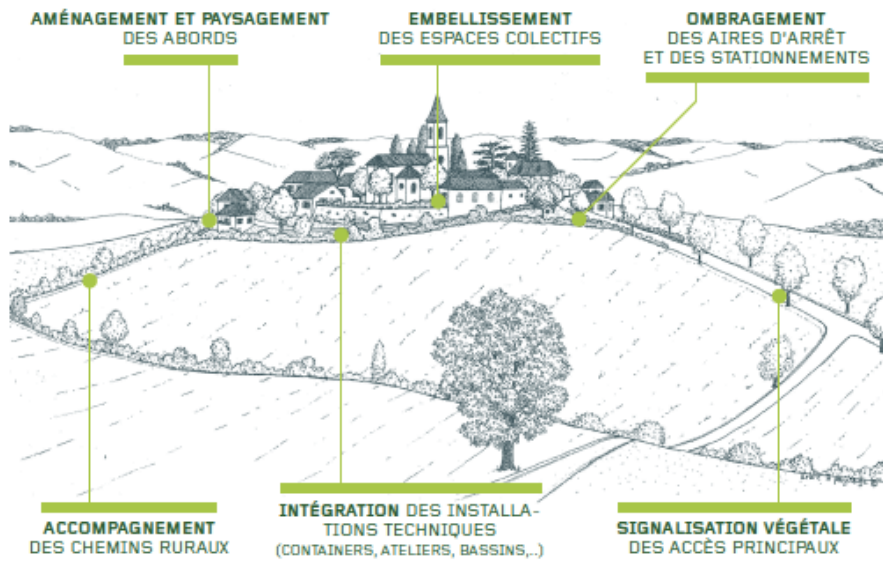 AMÉNAGEMENT ET PAYSAGEMENT
DES ABORDS
EMBELLISSEMENT
DES ESPACES COLECTIFS
OMBRAGEMENT
DES AIRES D'ARRÊT
ET DES STATIONNEMENTS
ACCOMPAGNEMENT
DES CHEMINS RURAUX
INTÉGRATION DES INSTALLA-
TIONS TECHNIQUES
(CONTAINERS, ATELIERS, BASSINS,..)
SIGNALISATION VÉGÉTALE
DES ACCÈS PRINCIPAUX